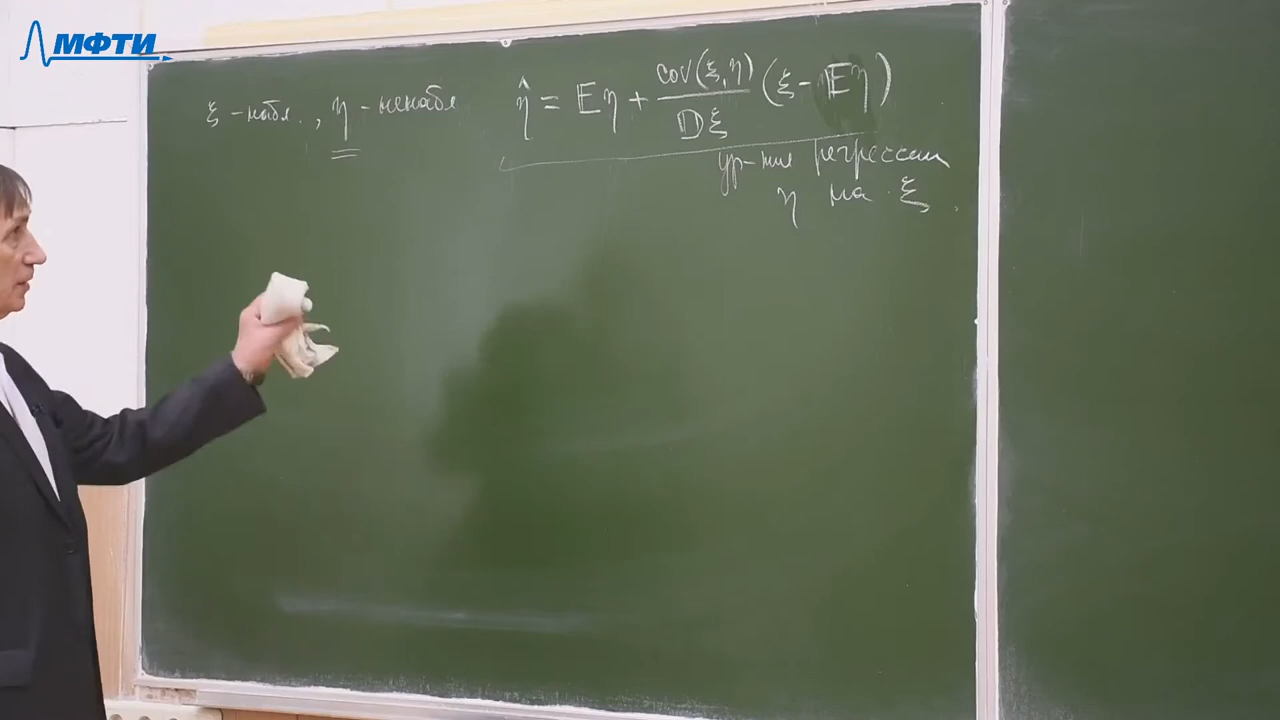 МФТИ
ξ - набл., η - ненабл
η̂ = Eη + cov(ξ,η)/Dξ (ξ - Eη)
ур-ние регрессии
η на ξ.